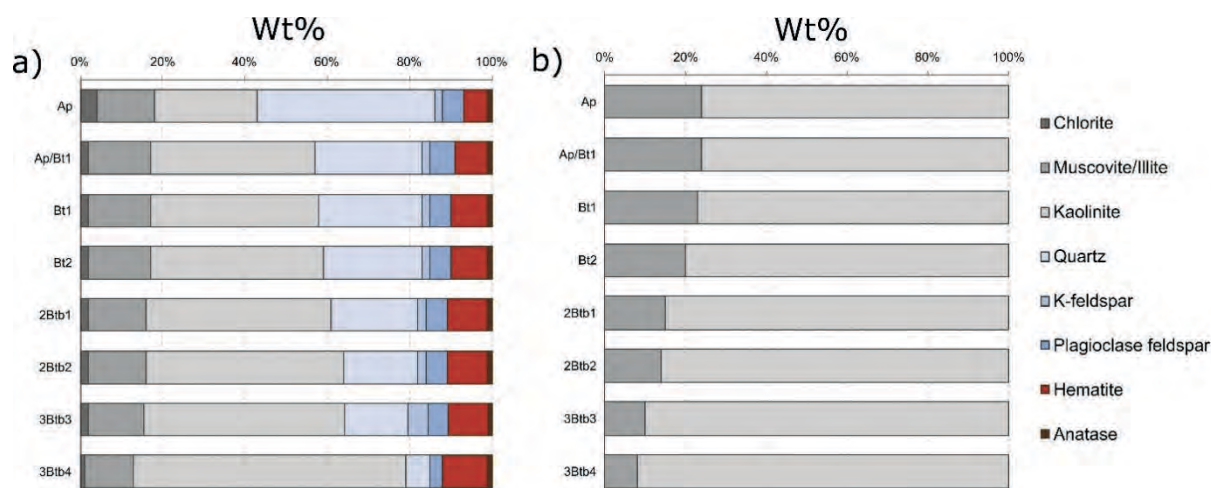 Wt%
a)
0% 20% 40% 60% 80% 100%
Ap
Ap/Bt1
Bt1
Bt2
2Btb1
2Btb2
3Btb3
3Btb4
Wt%
b)
0% 20% 40% 60% 80% 100%
Ap
Ap/Bt1
Bt1
Bt2
2Btb1
2Btb2
3Btb3
3Btb4
Chlorite
Muscovite/Illite
Kaolinite
Quartz
K-feldspar
Plagioclase feldspar
Hematite
Anatase